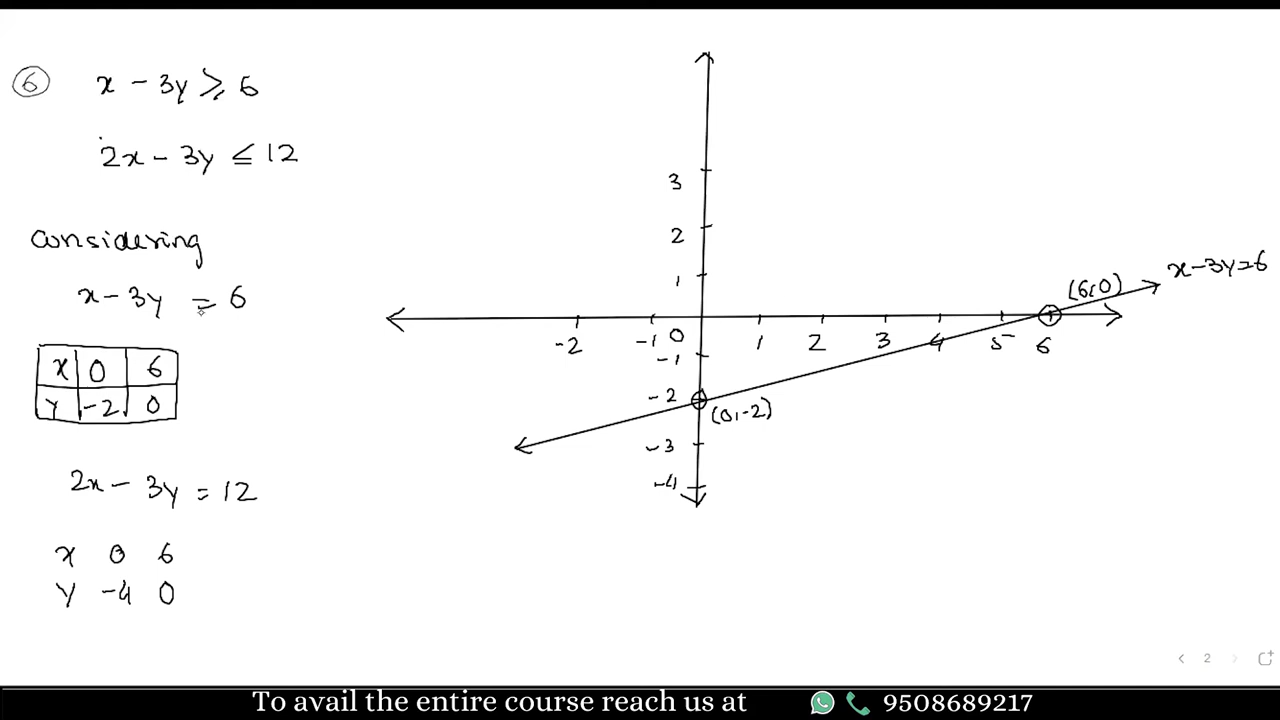 6 x - 3y ≥ 6
2x - 3y ≤ 12
Considering
x - 3y = 6
x 0 6
y -2 0
2x - 3y = 12
x 0 6
y -4 0
3
2
1
x-3y=6
(6,0)
-2 -1 0 1 2 3 4 5 6
-1
-2
(0,-2)
-3
-4
< 2 >
To avail the entire course reach us at 9508689217